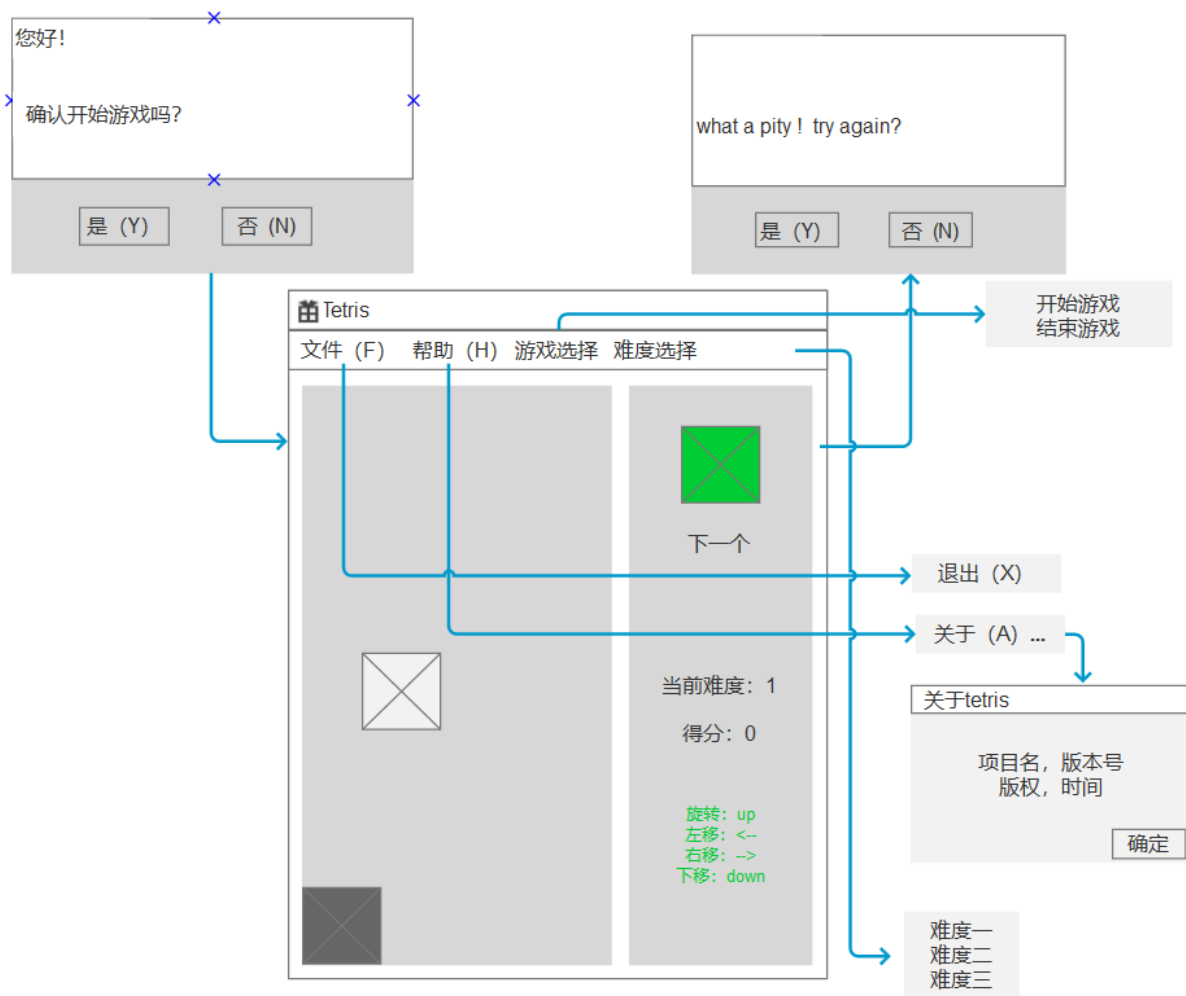 您好！
确认开始游戏吗？
是（Y）
否（N）
what a pity！ try again?
是（Y）
否（N）
Tetris
文件（F） 帮助（H） 游戏选择 难度选择
开始游戏
结束游戏
下一个
退出（X）
关于（A）...
当前难度：1
得分：0
旋转：up
左移：<--
右移：-->
下移：down
关于tetris
项目名，版本号
版权，时间
确定
难度一
难度二
难度三